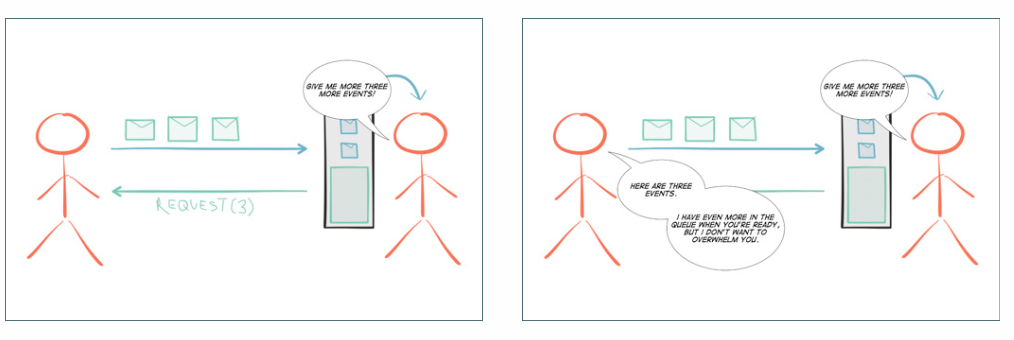 GIVE ME MORE THREE
MORE EVENTS!
REQUEST(3)
GIVE ME MORE THREE
MORE EVENTS!
HERE ARE THREE
EVENTS.
I HAVE EVEN MORE IN THE
QUEUE WHEN YOU'RE READY,
BUT I DON'T WANT TO
OVERWHELM YOU.